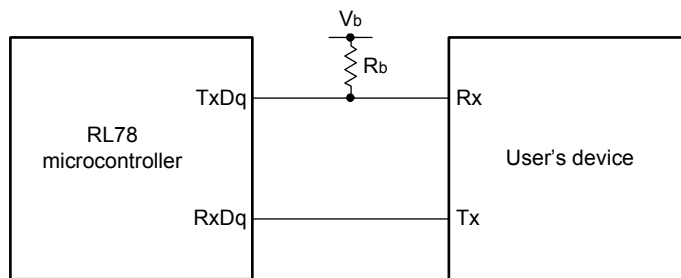 Vb
Rb
TxDq
Rx
RL78
microcontroller
User's device
RxDq
Tx